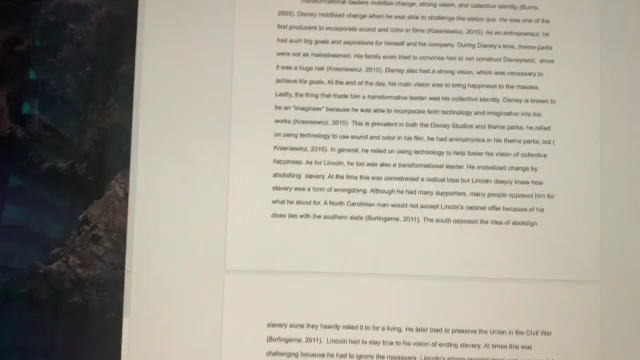 Transformational leaders mobilize change, strong vision, and collective identity (Burns,
2003). Disney mobilized change when he was able to challenge the status quo. He was one of the
first producers to incorporate sound and color in films (Krasniewicz, 2010). As an entrepreneur, he
had such big goals and aspirations for himself and his company. During Disney's time, theme parks
were not as mainstreamed. His family even tried to convince him to not construct Disneyland, since
it was a huge risk (Krasniewicz, 2010). Disney also had a strong vision, which was necessary to
achieve his goals. At the end of the day, his main vision was to bring happiness to the masses.
Lastly, the thing that made him a transformative leader was his collective identity. Disney is known to
be an "imagineer" because he was able to incorporate both technology and imagination into his
works (Krasniewicz, 2010). This is prevalent in both the Disney Studios and theme parks; he relied
on using technology to use sound and color in his film, he had animatronics in his theme parks, ect (
Krasniewicz, 2010). In general, he relied on using technology to help foster his vision of collective
happiness. As for Lincoln, he too was also a transformational leader. He mobilized change by
abolishing slavery. At the time this was considered a radical idea but Lincoln deeply knew how
slavery was a form of wrongdoing. Although he had many supporters, many people opposed him for
what he stood for. A North Carolinian man would not accept Lincoln's cabinet offer because of his
close ties with the southern state (Burlingame, 2011). The south opposed the idea of abolsign
slavery since they heavily relied it to for a living. He later tried to preserve the Union in the Civil War
(Burlingame, 2011). Lincoln had to stay true to his vision of ending slavery. At times this was
challenging because he had to ignore the naysayers. Lincoln's strong